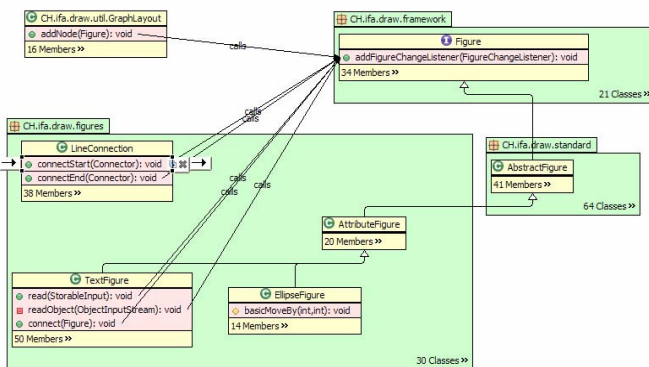 CH.ifa.draw.util.GraphLayout
addNode(Figure): void
16 Members »
calls
CH.ifa.draw.framework
Figure
addFigureChangeListener(FigureChangeListener): void
34 Members »
21 Classes »
calls
calls
CH.ifa.draw.figures
LineConnection
connectStart(Connector): void
connectEnd(Connector): void
38 Members »
calls
calls
calls
CH.ifa.draw.standard
AbstractFigure
41 Members »
64 Classes »
AttributeFigure
20 Members »
TextFigure
read(StorableInput): void
readObject(ObjectInputStream): void
connect(Figure): void
50 Members »
EllipseFigure
basicMoveBy(int,int): void
14 Members »
30 Classes »